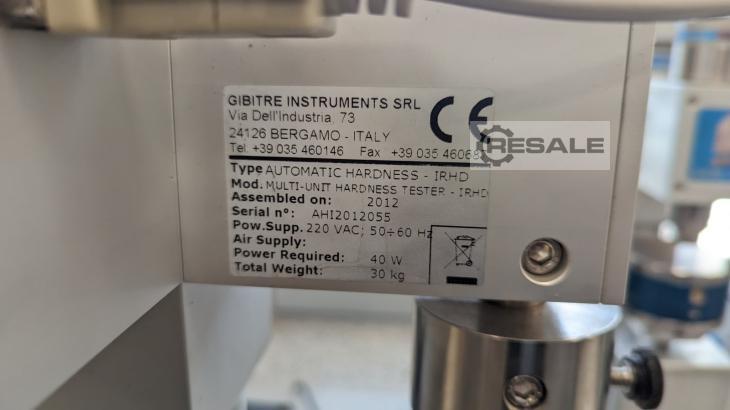 GIBITRE INSTRUMENTS SRL
Via Dell'Industria, 73
24126 BERGAMO - ITALY
Tel. +39 035 460146 Fax +39 035
CE
RESALE
Type AUTOMATIC HARDNESS - IRHD
Mod. MULTI-UNIT HARDNESS TESTER - IRHD
Assembled on: 2012
Serial n°: AHI2012055
Pow.Supp. 220 VAC; 50÷60 Hz
Air Supply:
Power Required: 40 W
Total Weight: 30 kg